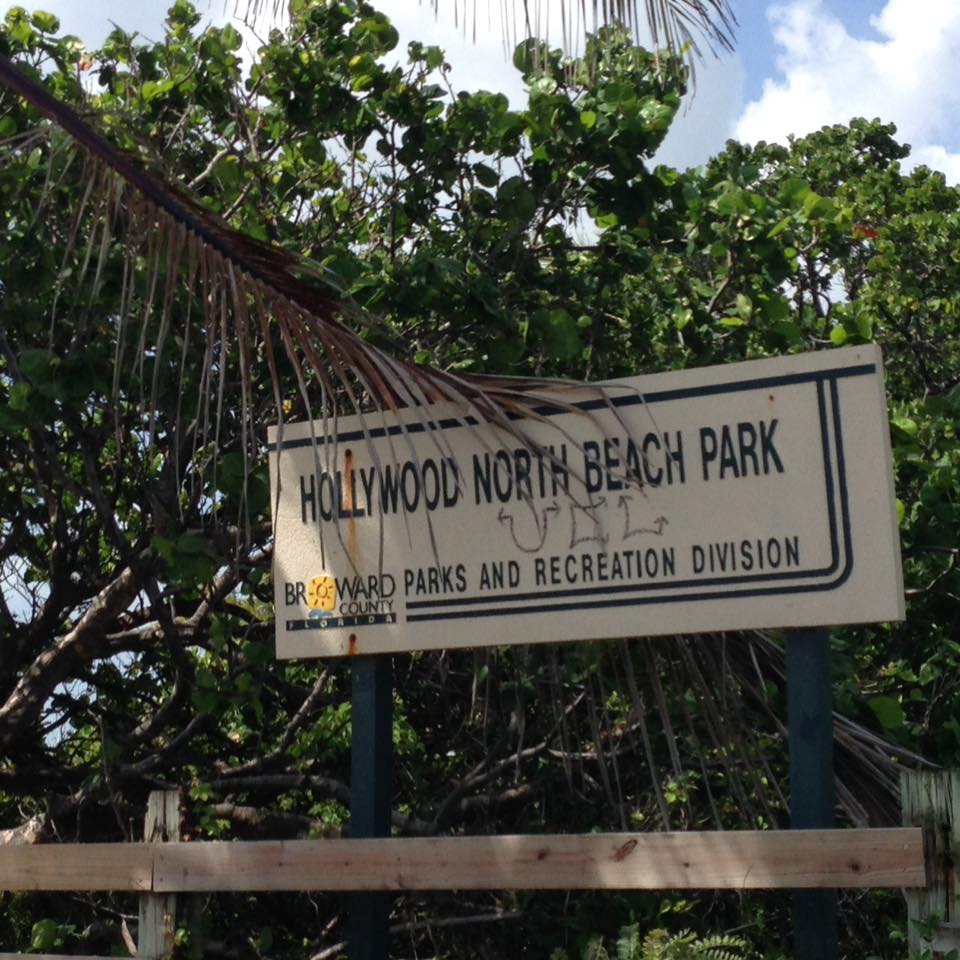 HOLLYWOOD NORTH BEACH PARK
PARKS AND RECREATION DIVISION
BROWARD
COUNTY
FLORIDA